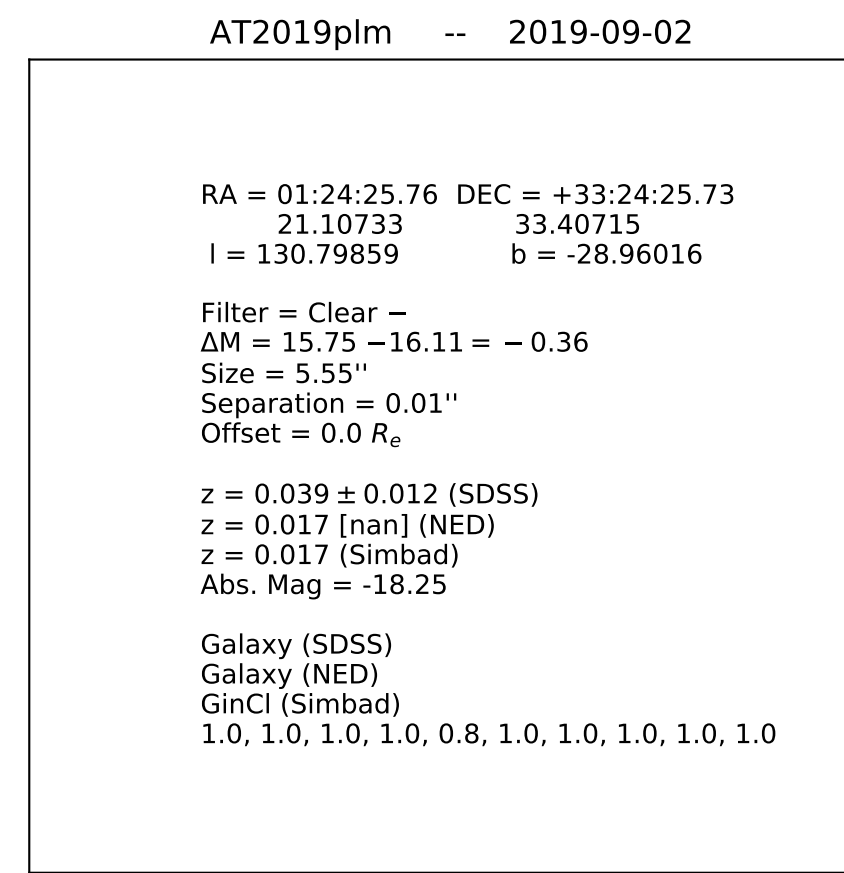 AT2019plm -- 2019-09-02
RA = 01:24:25.76 DEC = +33:24:25.73
21.10733 33.40715
l = 130.79859 b = -28.96016
Filter = Clear −
ΔM = 15.75 −16.11 = − 0.36
Size = 5.55''
Separation = 0.01''
Offset = 0.0 Rₑ
z = 0.039 ± 0.012 (SDSS)
z = 0.017 [nan] (NED)
z = 0.017 (Simbad)
Abs. Mag = -18.25
Galaxy (SDSS)
Galaxy (NED)
GinCl (Simbad)
1.0, 1.0, 1.0, 1.0, 0.8, 1.0, 1.0, 1.0, 1.0, 1.0